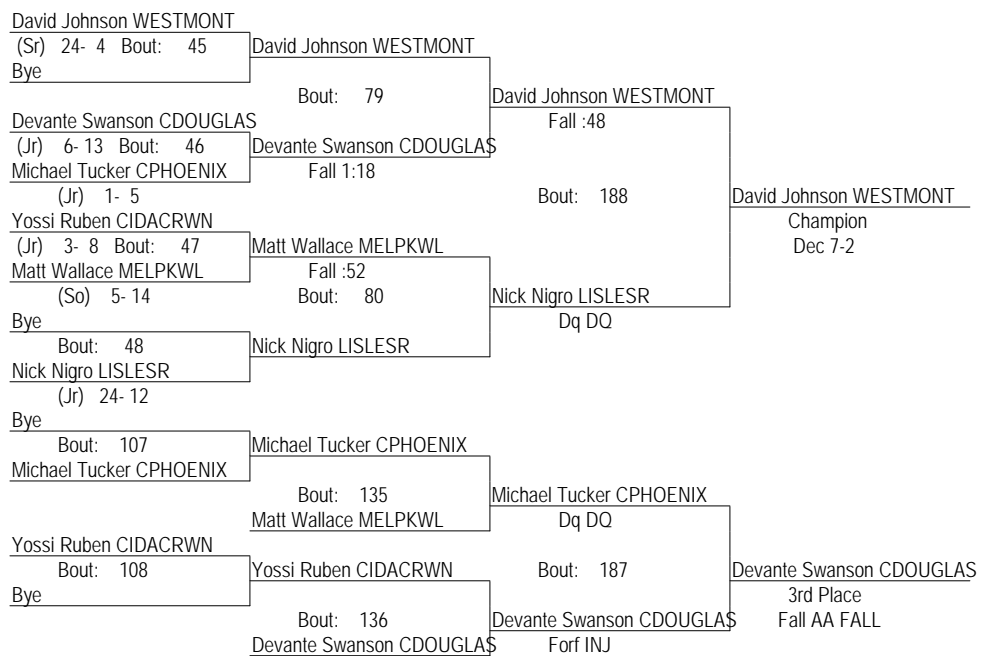 David Johnson WESTMONT
(Sr) 24- 4 Bout: 45 David Johnson WESTMONT
Bye
Bout: 79 David Johnson WESTMONT
Devante Swanson CDOUGLAS Fall :48
(Jr) 6- 13 Bout: 46 Devante Swanson CDOUGLAS
Michael Tucker CPHOENIX Fall 1:18
(Jr) 1- 5 Bout: 188 David Johnson WESTMONT
Yossi Ruben CIDACRWN Champion
(Jr) 3- 8 Bout: 47 Matt Wallace MELPKWL Dec 7-2
Matt Wallace MELPKWL Fall :52
(So) 5- 14 Bout: 80 Nick Nigro LISLESR
Bye Dq DQ
Bout: 48 Nick Nigro LISLESR
Nick Nigro LISLESR
(Jr) 24- 12
Bye
Bout: 107 Michael Tucker CPHOENIX
Michael Tucker CPHOENIX
Bout: 135 Michael Tucker CPHOENIX
Matt Wallace MELPKWL Dq DQ
Yossi Ruben CIDACRWN
Bout: 108 Yossi Ruben CIDACRWN Bout: 187 Devante Swanson CDOUGLAS
Bye 3rd Place
Bout: 136 Devante Swanson CDOUGLAS Fall AA FALL
Devante Swanson CDOUGLAS Forf INJ